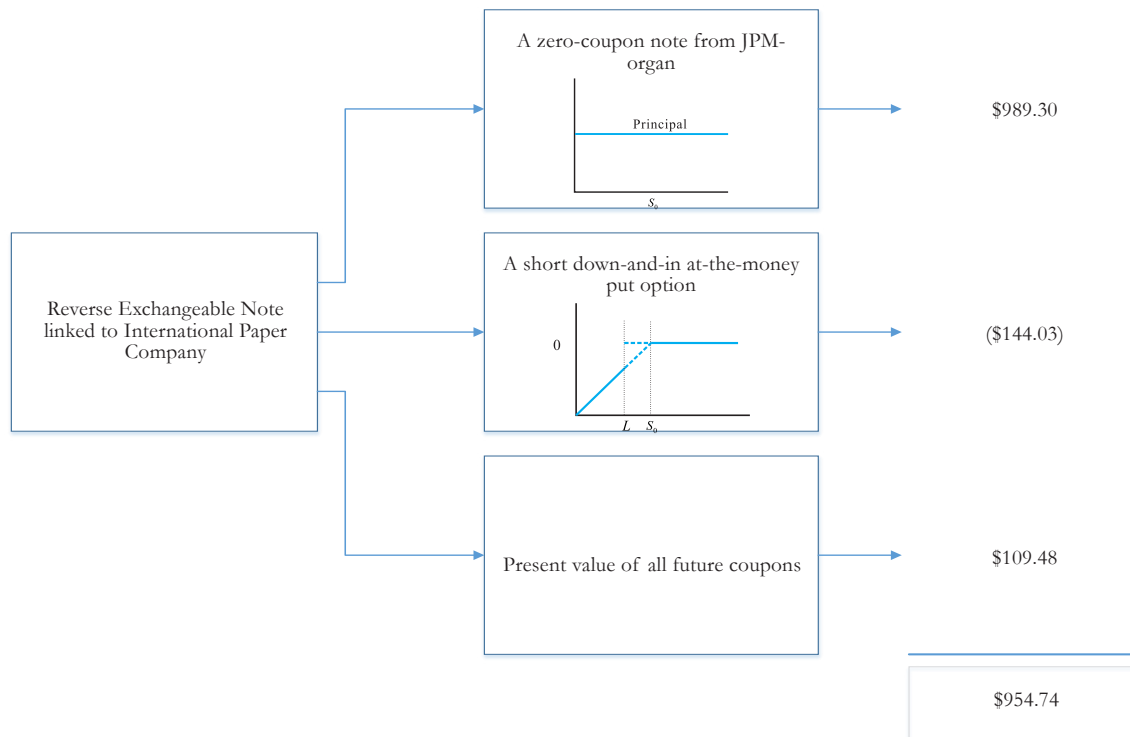 A zero-coupon note from JPM-
organ
Principal
S₀
$989.30
Reverse Exchangeable Note
linked to International Paper
Company
A short down-and-in at-the-money
put option
0
L S₀
($144.03)
Present value of all future coupons
$109.48
$954.74